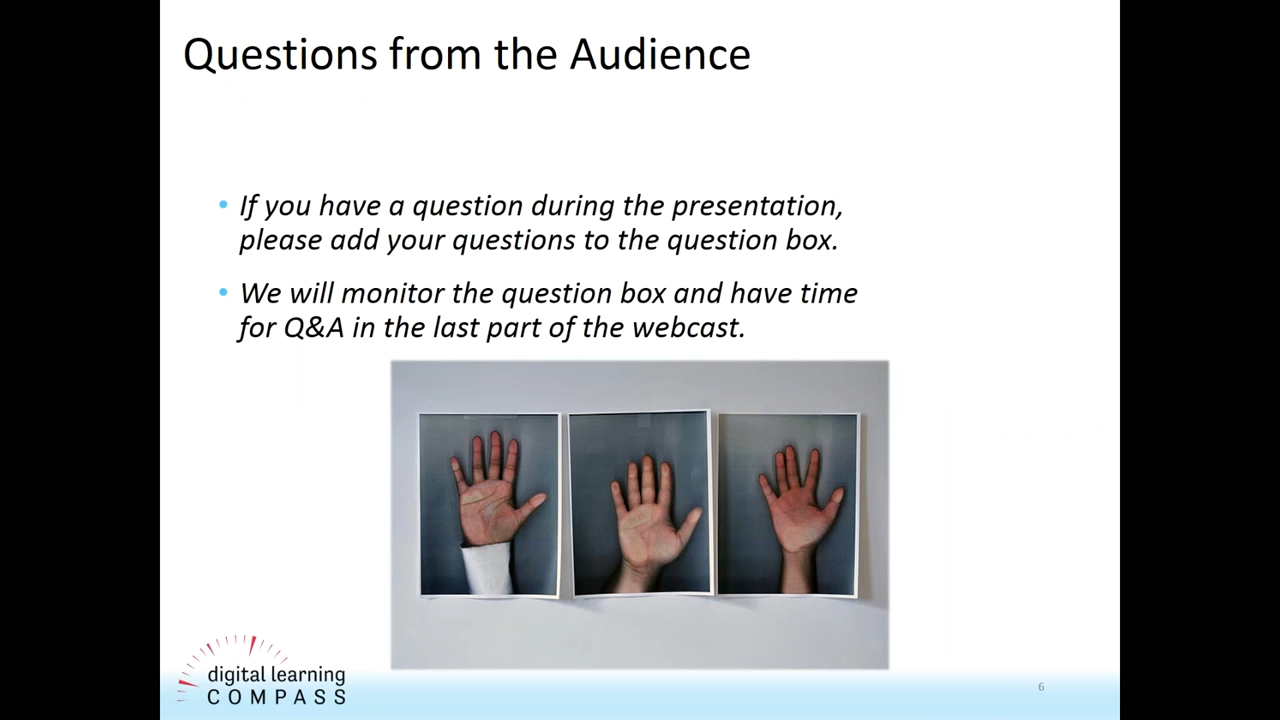 Questions from the Audience
• If you have a question during the presentation,
please add your questions to the question box.
• We will monitor the question box and have time
for Q&A in the last part of the webcast.
digital learning
COMPASS
6